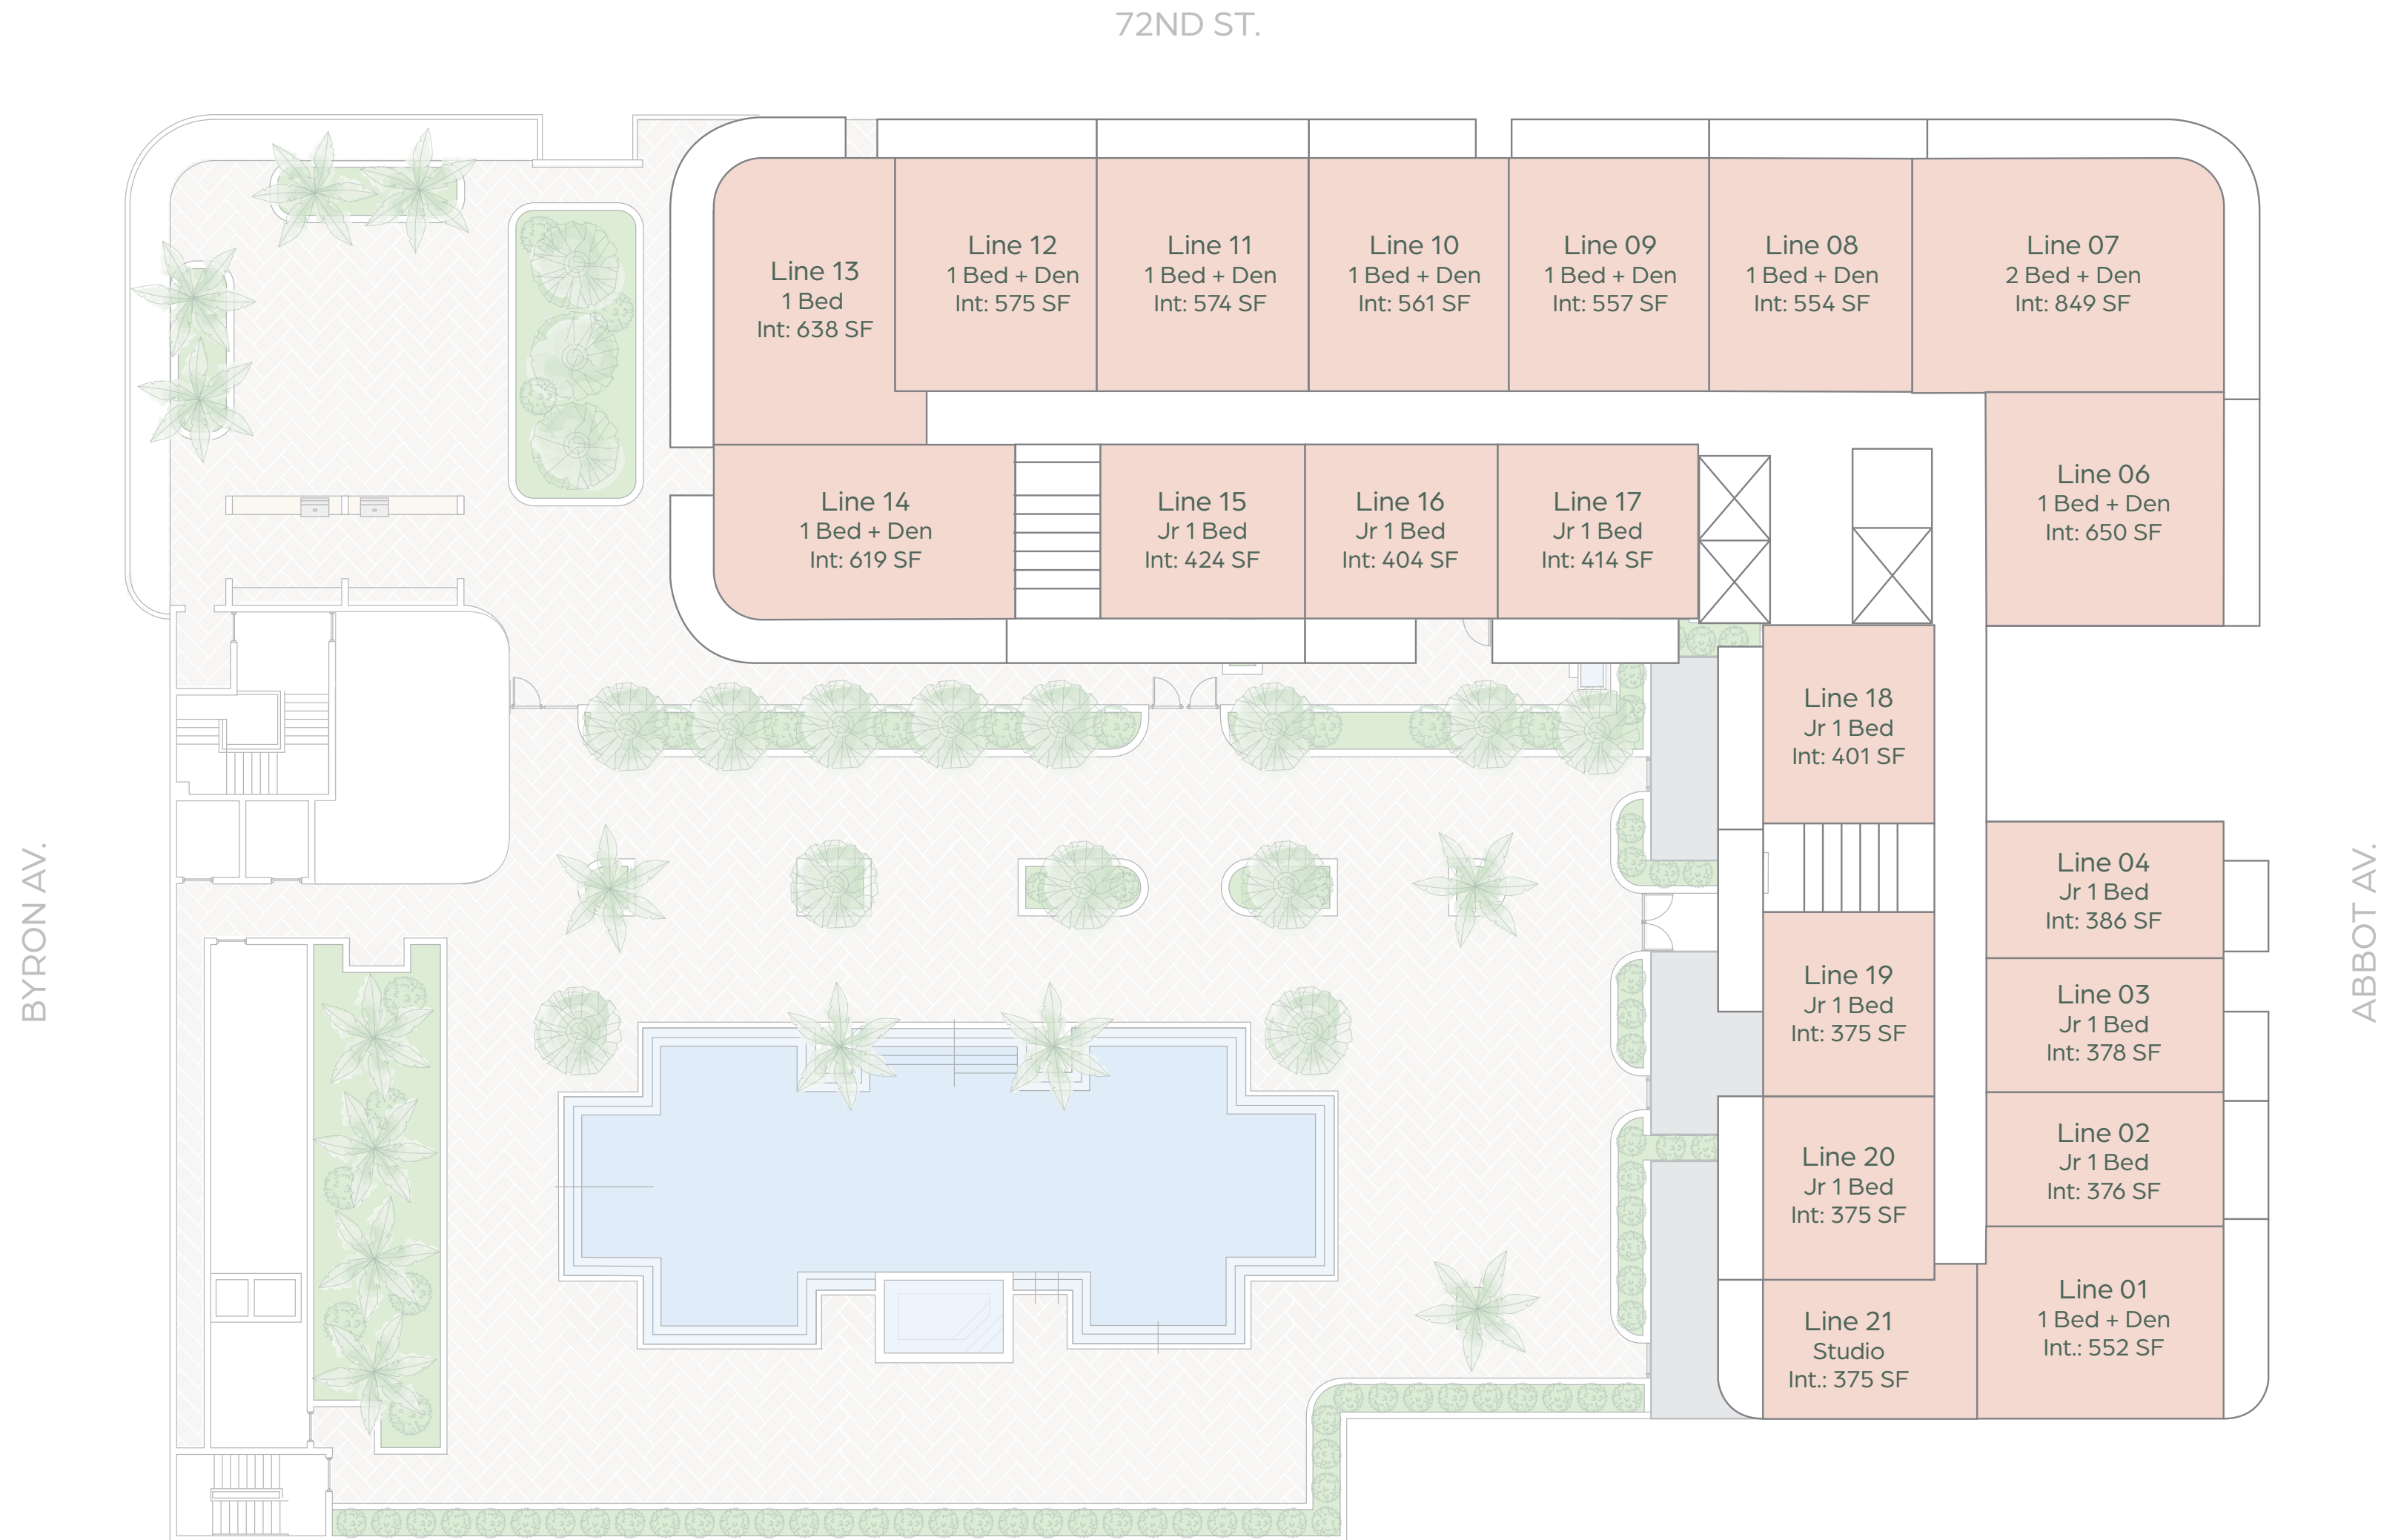 72ND ST.
Line 13
1 Bed
Int: 638 SF
Line 12
1 Bed + Den
Int: 575 SF
Line 11
1 Bed + Den
Int: 574 SF
Line 10
1 Bed + Den
Int: 561 SF
Line 09
1 Bed + Den
Int: 557 SF
Line 08
1 Bed + Den
Int: 554 SF
Line 07
2 Bed + Den
Int: 849 SF
Line 14
1 Bed + Den
Int: 619 SF
Line 15
Jr 1 Bed
Int: 424 SF
Line 16
Jr 1 Bed
Int: 404 SF
Line 17
Jr 1 Bed
Int: 414 SF
Line 06
1 Bed + Den
Int: 650 SF
Line 18
Jr 1 Bed
Int: 401 SF
Line 04
Jr 1 Bed
Int: 386 SF
Line 19
Jr 1 Bed
Int: 375 SF
Line 03
Jr 1 Bed
Int: 378 SF
Line 20
Jr 1 Bed
Int: 375 SF
Line 02
Jr 1 Bed
Int: 376 SF
Line 21
Studio
Int.: 375 SF
Line 01
1 Bed + Den
Int.: 552 SF
BYRON AV.
ABBOT AV.